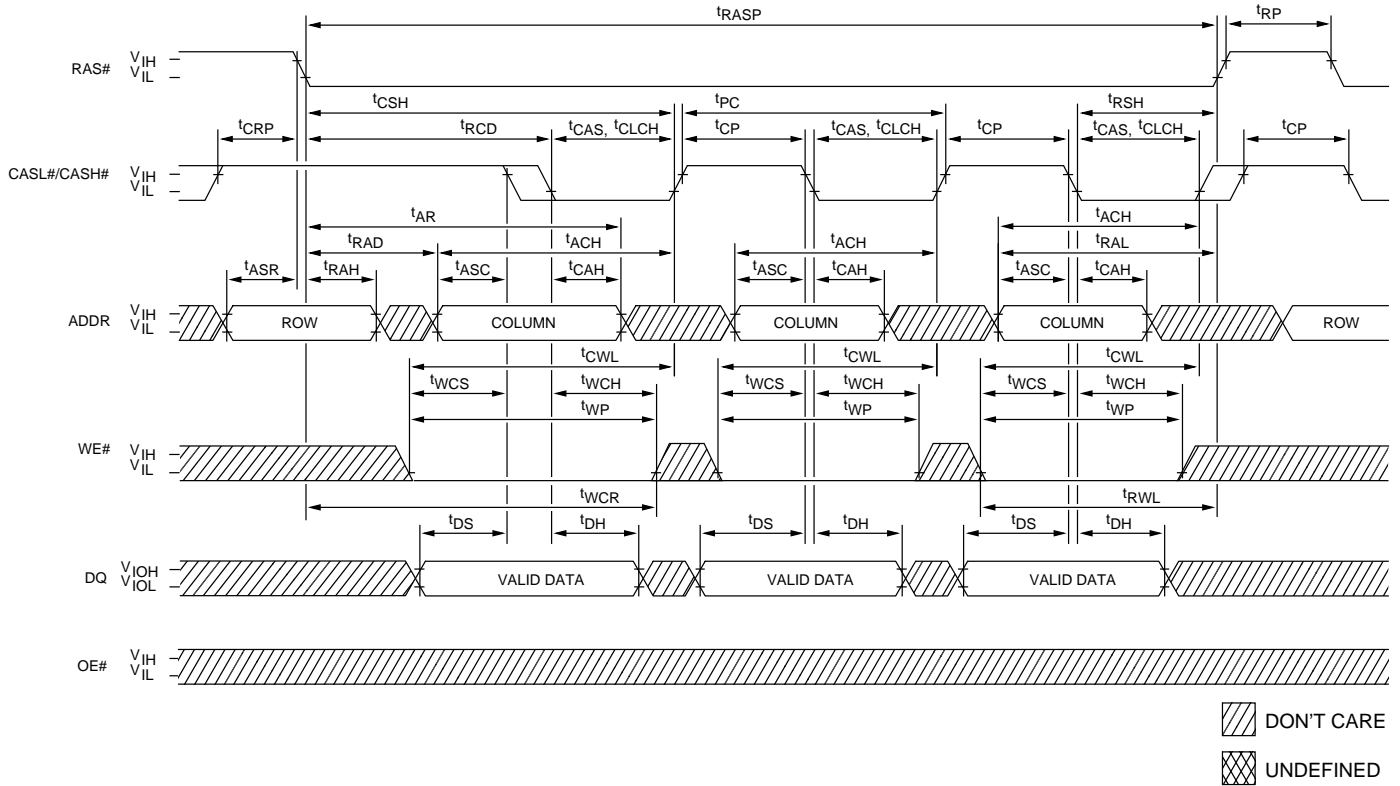 tRASP tRP
RAS# VIH
VIL
tCSH tPC tRSH
tCRP tRCD tCAS, tCLCH tCP tCAS, tCLCH tCP tCAS, tCLCH tCP
CASL#/CASH# VIH
VIL
tAR tACH
tRAD tACH tACH tRAL
tASR tRAH tASC tCAH tASC tCAH tASC tCAH
ADDR VIH
VIL
ROW COLUMN COLUMN COLUMN ROW
tCWL tCWL tCWL
tWCS tWCH tWCS tWCH tWCS tWCH
tWP tWP tWP
WE# VIH
VIL
tWCR tRWL
tDS tDH tDS tDH tDS tDH
DQ VIOH
VIOL
VALID DATA VALID DATA VALID DATA
OE# VIH
VIL
DON'T CARE
UNDEFINED